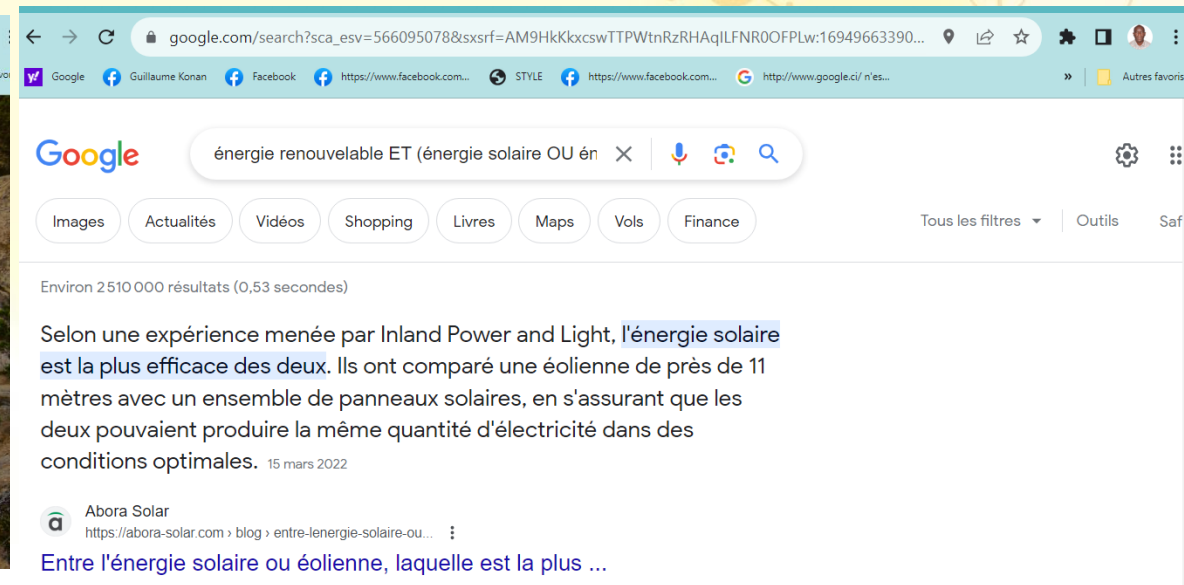 google.com/search?sca_esv=566095078&sxsrf=AM9HkKkxcswTTPWtnRzRHAqILFNR0OFPLw:16949663390...
Google Guillaume Konan Facebook https://www.facebook.com... STYLE https://www.facebook.com... http://www.google.ci/ n'es... » Autres favoris
Google énergie renouvelable ET (énergie solaire OU én
Images Actualités Vidéos Shopping Livres Maps Vols Finance Tous les filtres Outils Saf
Environ 2 510 000 résultats (0,53 secondes)
Selon une expérience menée par Inland Power and Light, l'énergie solaire
est la plus efficace des deux. Ils ont comparé une éolienne de près de 11
mètres avec un ensemble de panneaux solaires, en s'assurant que les
deux pouvaient produire la même quantité d'électricité dans des
conditions optimales. 15 mars 2022
Abora Solar
https://abora-solar.com › blog › entre-lenergie-solaire-ou...
Entre l'énergie solaire ou éolienne, laquelle est la plus ...